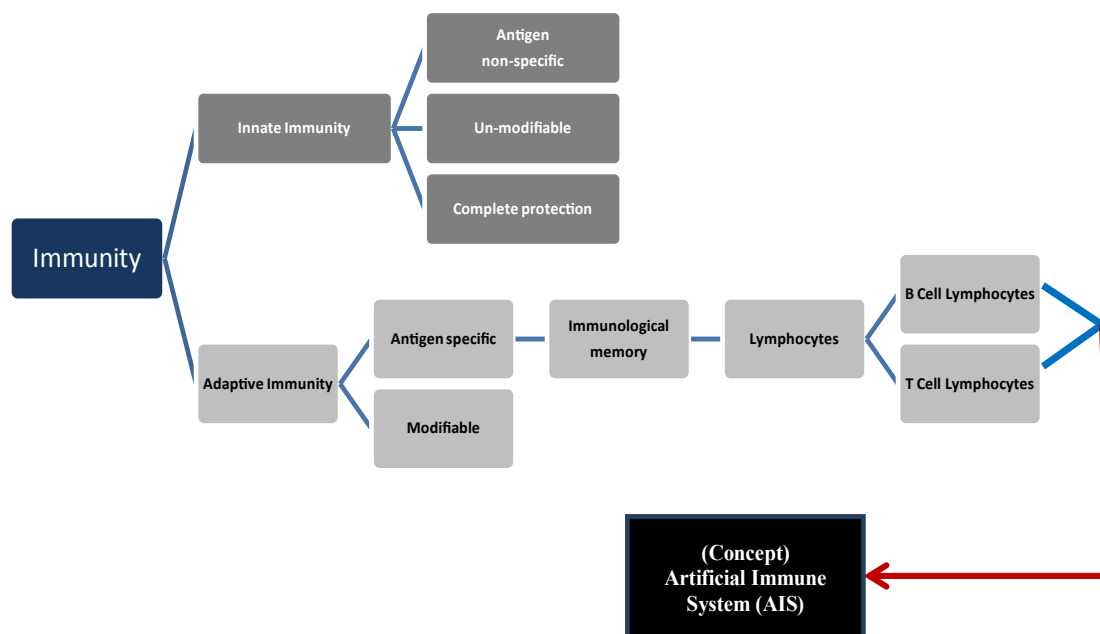 Antigen
non-specific
Innate Immunity
Un-modifiable
Complete protection
Immunity
B Cell Lymphocytes
Antigen specific
Immunological
memory
Lymphocytes
Adaptive Immunity
T Cell Lymphocytes
Modifiable
(Concept)
Artificial Immune
System (AIS)